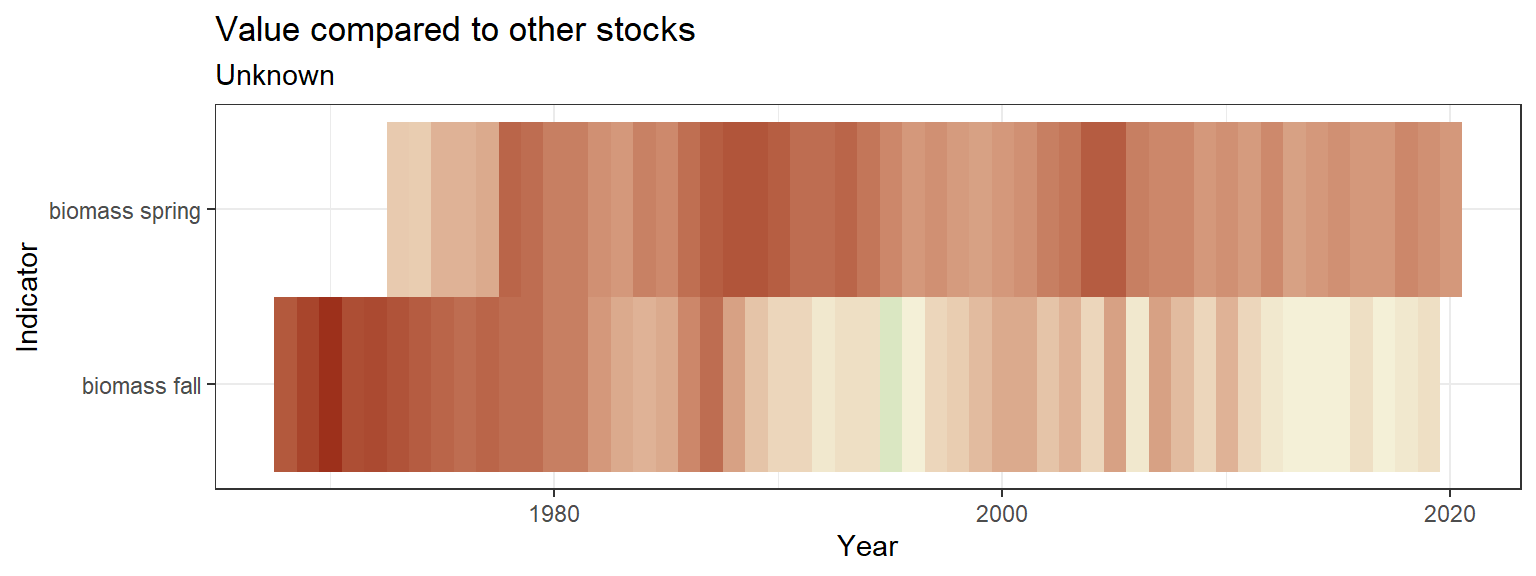 Value compared to other stocks
Unknown
Indicator
biomass spring
biomass fall
1980
2000
2020
Year